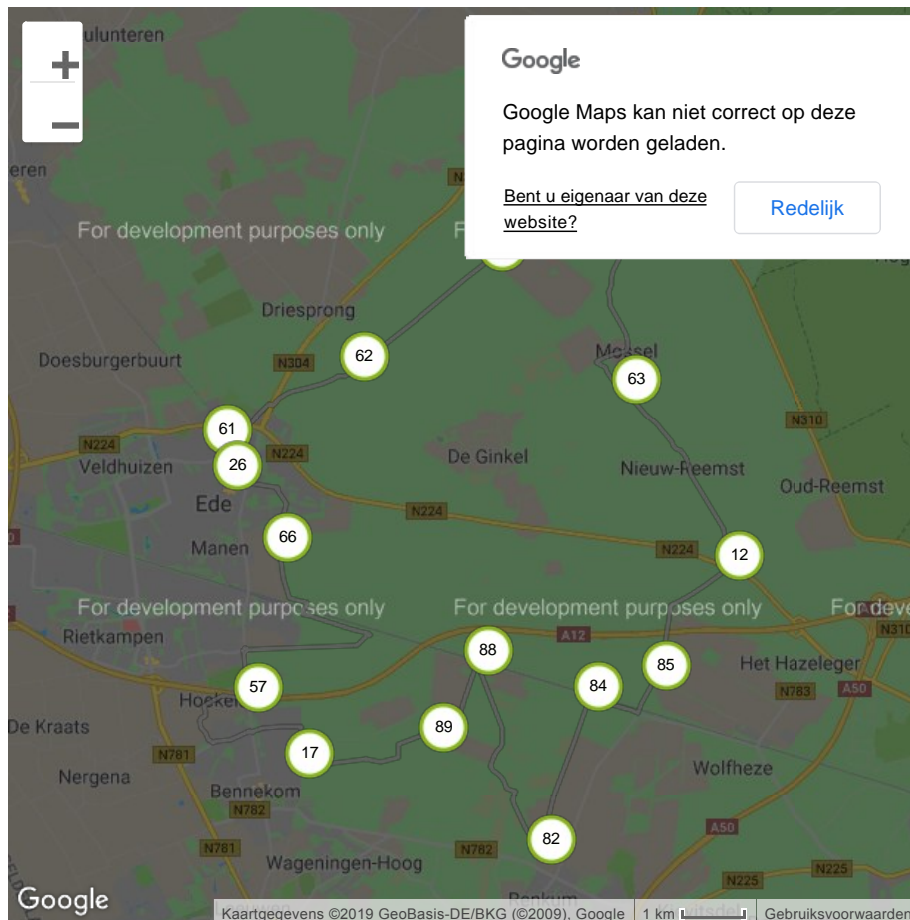 ulunteren
+
−
Google
Google Maps kan niet correct op deze
pagina worden geladen.
Bent u eigenaar van deze
website?
Redelijk
eren
For development purposes only
Driesprong
Doesburgerbuurt
N304
62
Mossel
63
N310
61
N224
26
N224
Veldhuizen
De Ginkel
Nieuw-Reemst
Oud-Reemst
Ede
N224
66
Manen
N224
12
For development purposes only
For development purposes only
For deve
Rietkampen
A12
N310
88
85
Het Hazeleger
57
84
N783
A50
De Kraats
89
N781
17
Nergena
Wolfheze
Bennekom
N782
82
A50
N781
N782
Wageningen-Hoog
N225
N225
Renkum
Google
Kaartgegevens ©2019 GeoBasis-DE/BKG (©2009), Google
1 km
Gebruiksvoorwaarden